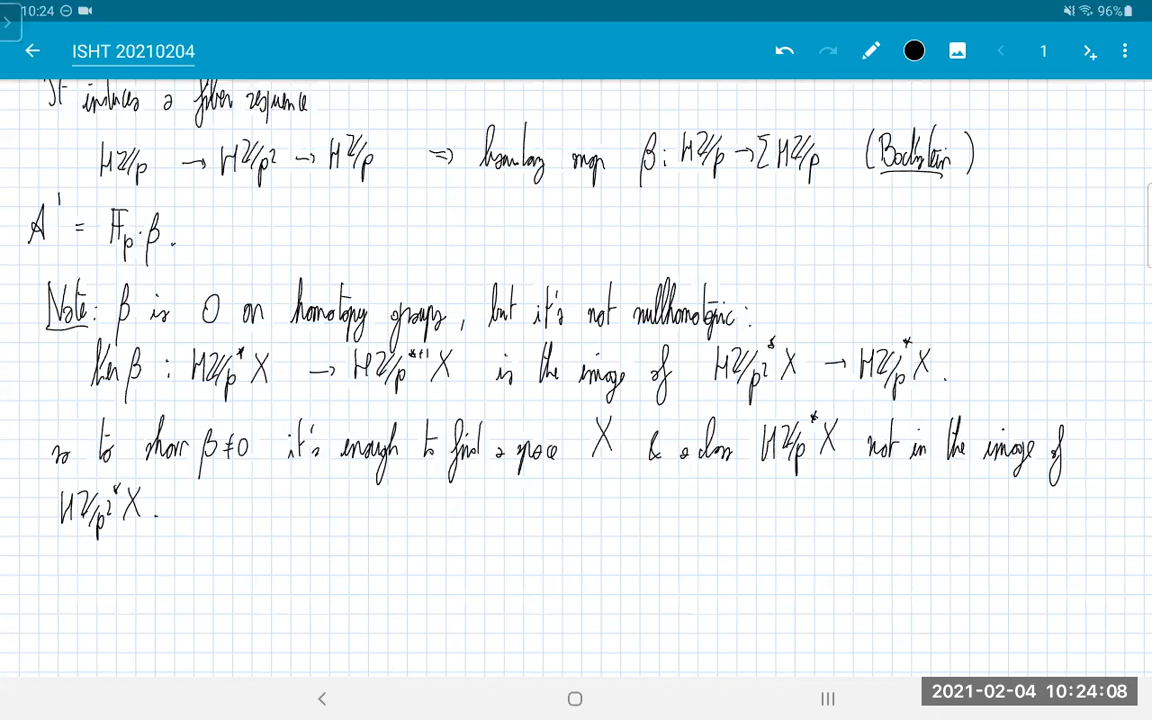 10:24
96%
ISHT 20210204
1
It induces a fiber sequence
HZ/p → HZ/p² → HZ/p ⇒ boundary map β: HZ/p → ΣHZ/p (Bockstein)
A¹ = F_p·β.
Note: β is 0 on homotopy groups, but it's not nullhomotopic:
Ker β : HZ/p^* X → HZ/p^{*+1} X is the image of HZ/p²^* X → HZ/p^* X.
so to show β≠0 it's enough to find a space X & a class HZ/p^* X not in the image of
HZ/p²^* X.
2021-02-04 10:24:08